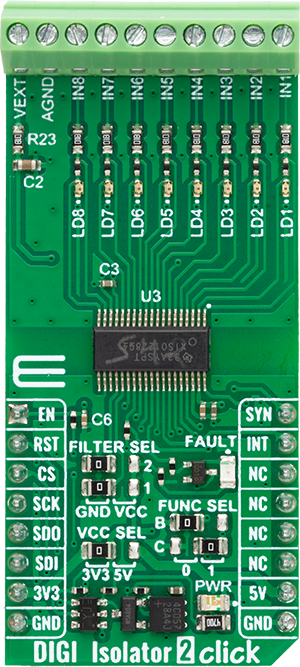 VEXT AGND IN8 IN7 IN6 IN5 IN4 IN3 IN2 IN1
R23
C2
LD8 LD7 LD6 LD5 LD4 LD3 LD2 LD1
C3
U3
EN
RST
CS
SCK
SDO
SDI
3V3
GND
C6
FILTER SEL
2
1
GND VCC
VCC SEL
3V3 5V
FAULT
FUNC SEL
B
C
0 1
PWR
SYN
INT
NC
NC
NC
NC
5V
GND
DIGI Isolator 2 click